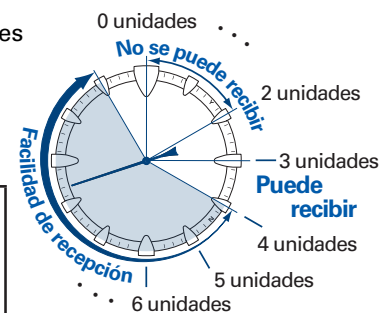 es
0 unidades
No se puede recibir
2 unidades
3 unidades
Puede
recibir
4 unidades
5 unidades
6 unidades
Facilidad de recepción